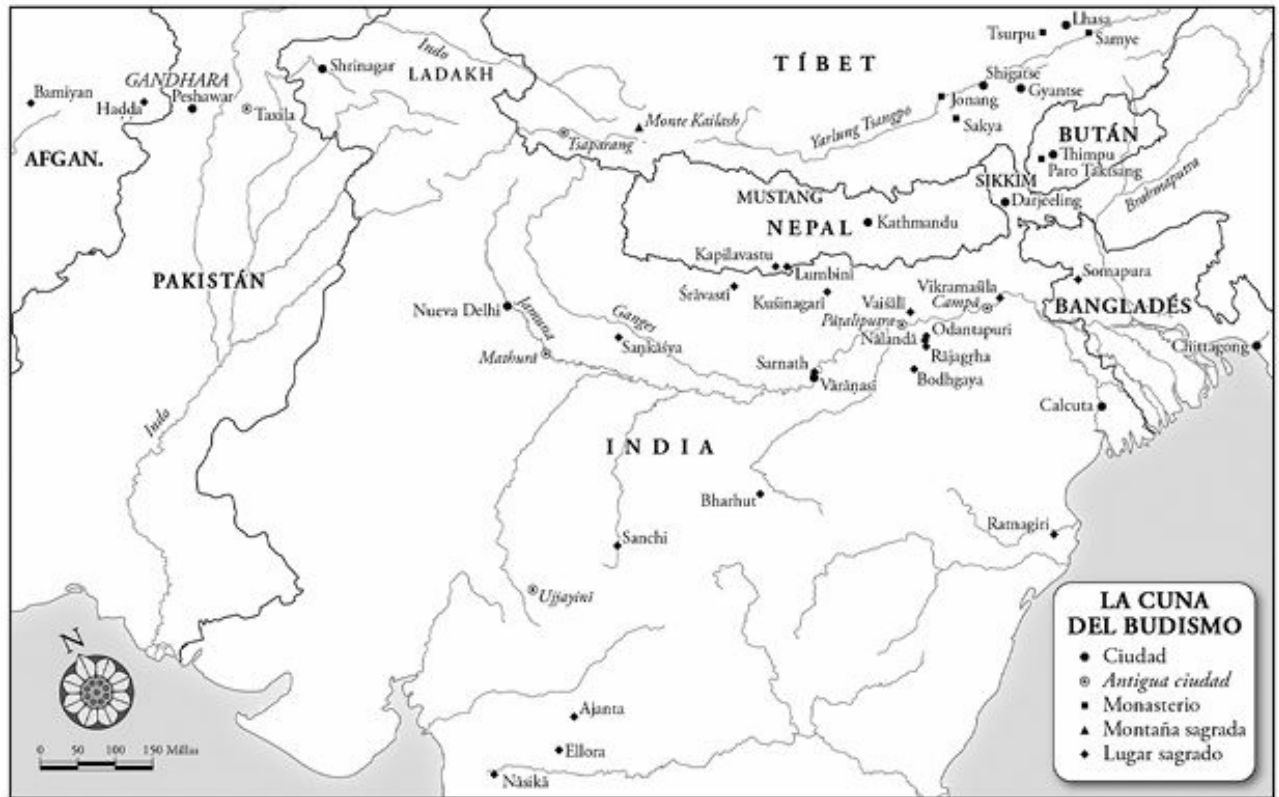 Lhasa
Tsurpu
Samye
Indo
TÍBET
GANDHARA
Shrinagar
LADAKH
Shigatse
Gyantse
Bamiyan
Haḍḍa
Peshawar
Taxila
Jonang
Monte Kailash
Sakya
Tsaparang
Yarlung Tsangpo
BUTÁN
Thimpu
Paro Taktsang
AFGAN.
SIKKIM
Brahmaputra
MUSTANG
Darjeeling
NEPAL
Kathmandu
PAKISTÁN
Kapilavastu
Lumbinī
Somapura
Śrāvastī
Kuśinagarī
Vaiśālī
Vikramaśīla
Campā
BANGLADÉS
Nueva Delhi
Jamuna
Ganges
Pāṭaliputra
Odantapuri
Nālandā
Saṅkāśya
Mathurā
Rājagṛha
Chittagong
Sarnath
Vārāṇasī
Bodhgaya
Calcuta
Indo
INDIA
Bharhut
Ratnagiri
Sanchi
Ujjayinī
LA CUNA
DEL BUDISMO
Ciudad
Antigua ciudad
Monasterio
Montaña sagrada
Lugar sagrado
N
0 50 100 150 Millas
Ajanta
Ellora
Nāsikā